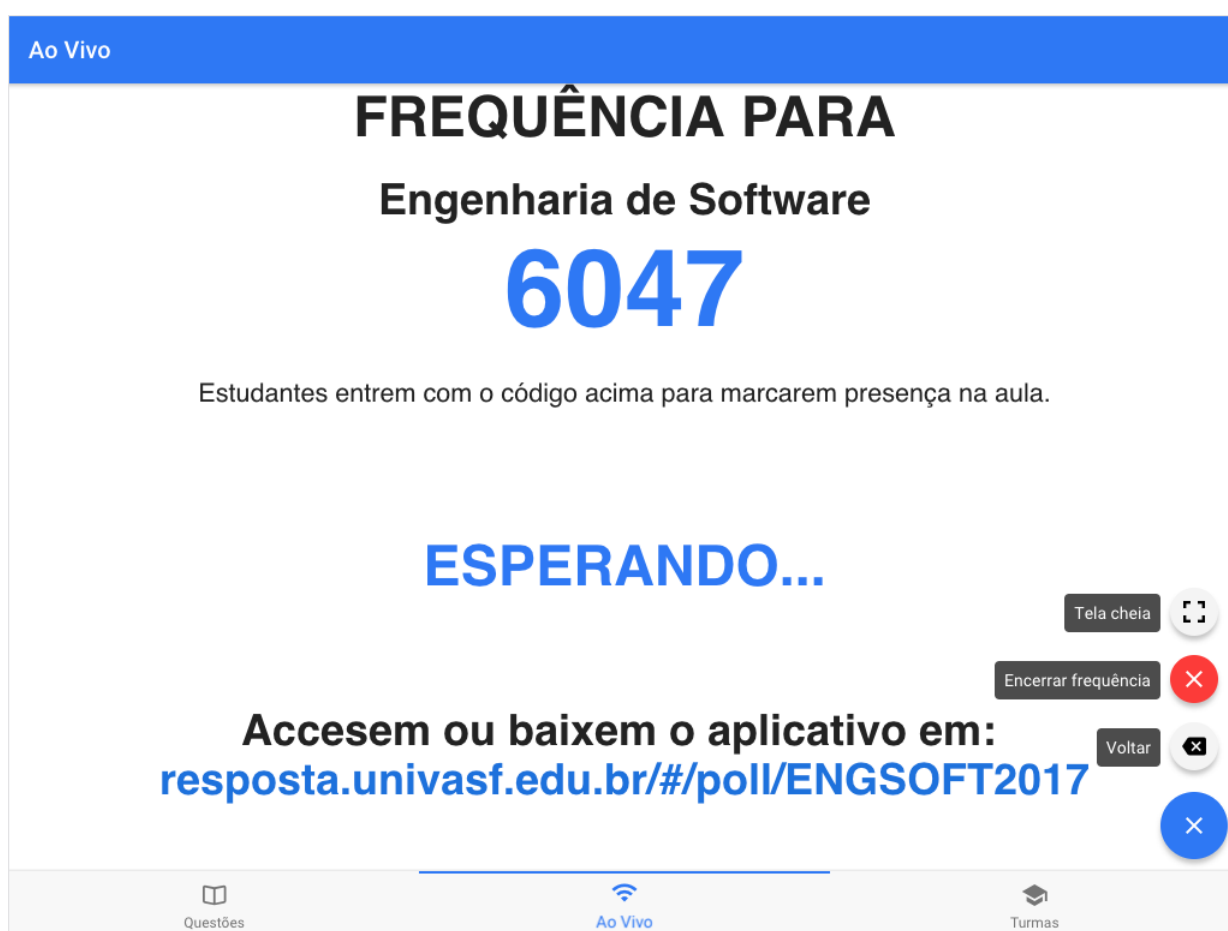 Ao Vivo
FREQUÊNCIA PARA
Engenharia de Software
6047
Estudantes entrem com o código acima para marcarem presença na aula.
ESPERANDO...
Tela cheia
Encerrar frequência
Accesem ou baixem o aplicativo em:
Voltar
resposta.univasf.edu.br/#/poll/ENGSOFT2017
Questões
Ao Vivo
Turmas